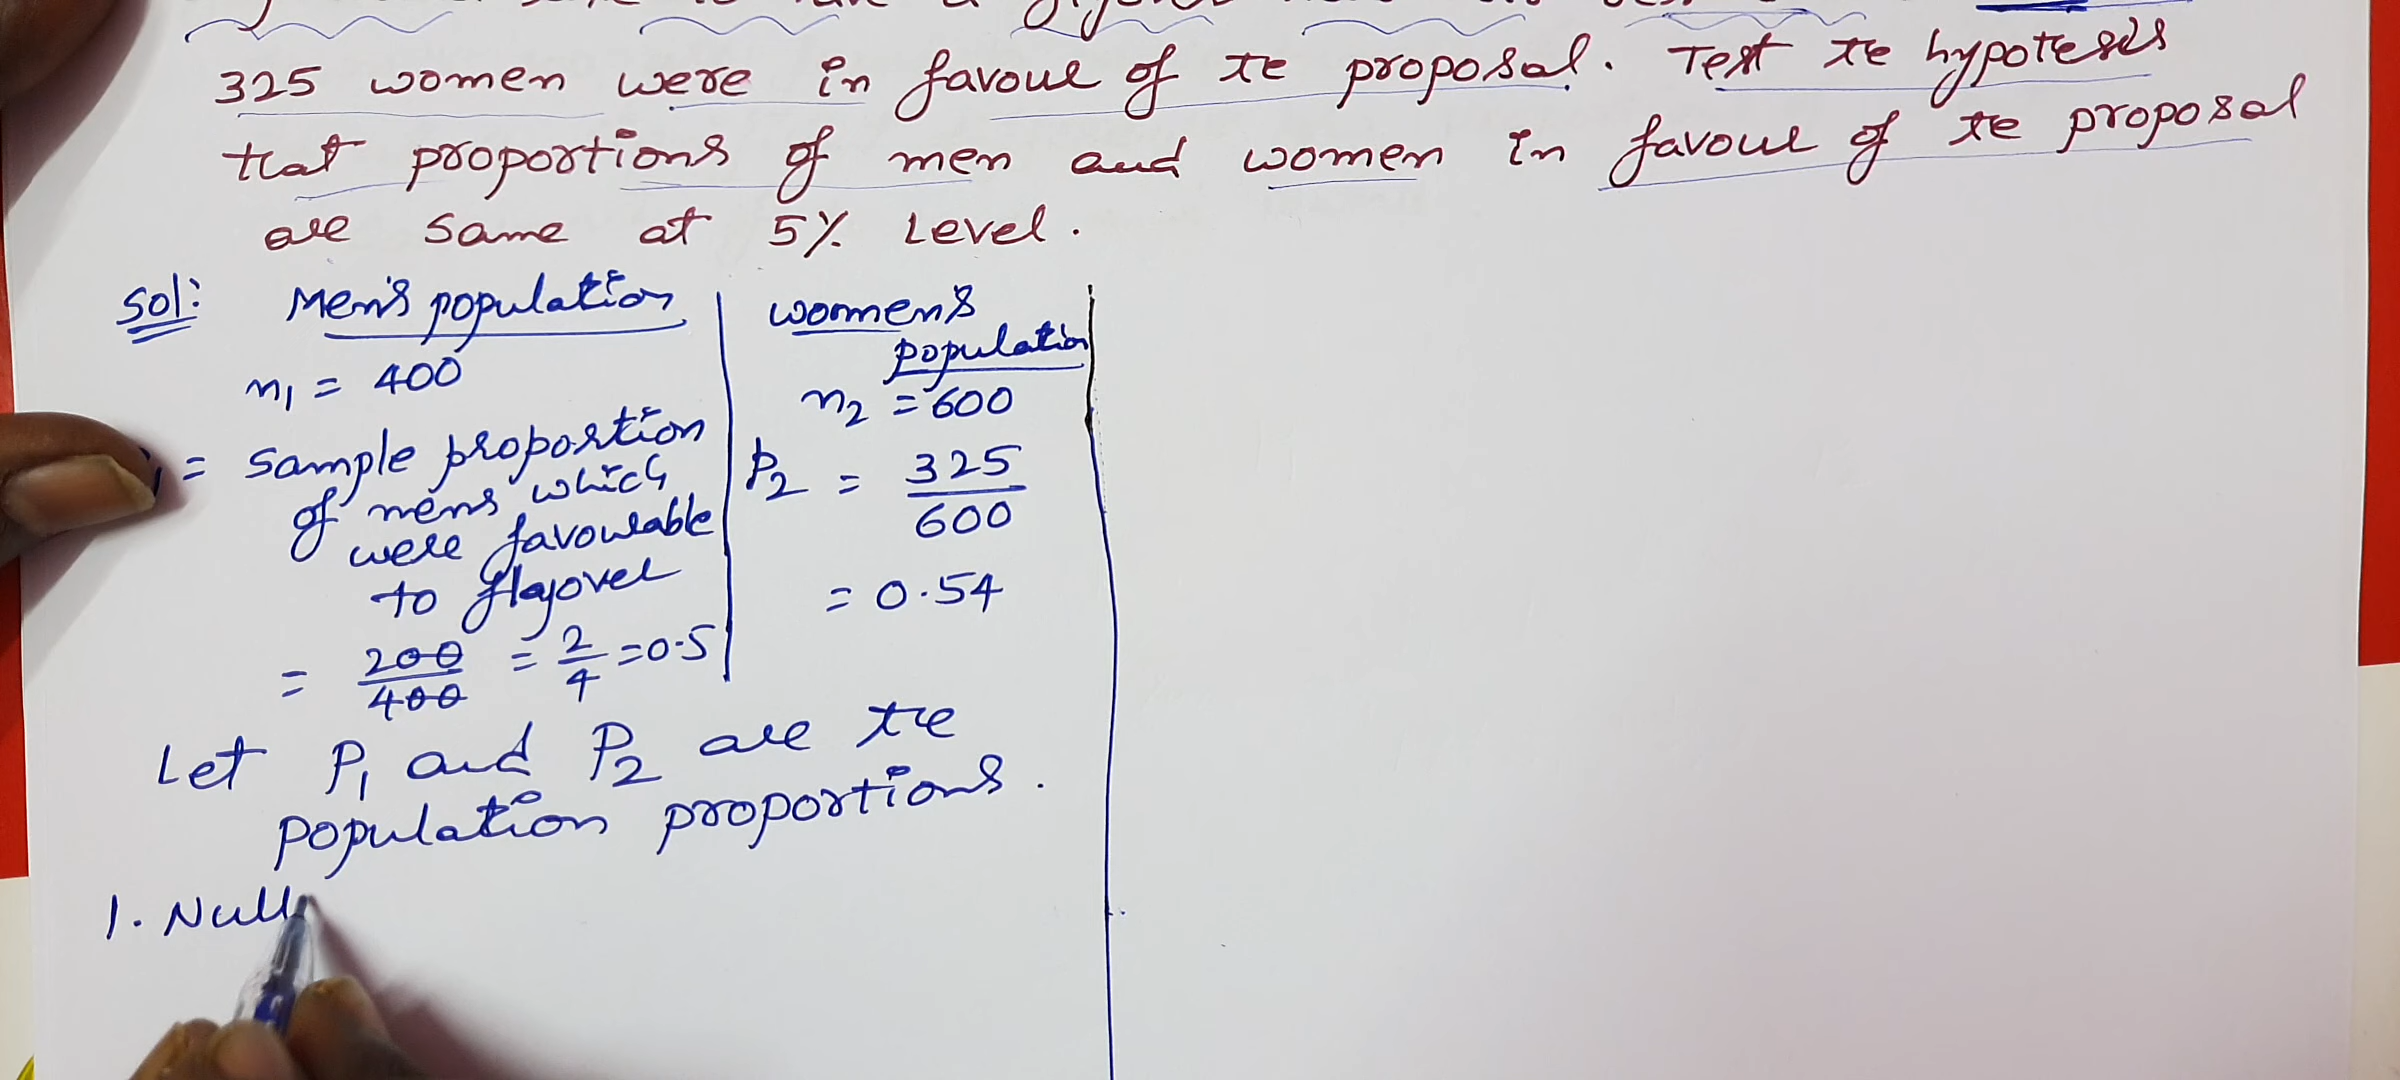 325 women were in favour of te proposal. Test te hypotesis
that proportions of men and women in favour of te proposal
are same at 5% Level.
Sol:
Men's population
n₁ = 400
= sample proportion
of mens which
were favourable
to flayover
= 200/400 = 2/4 = 0.5
women's
population
n₂ = 600
p₂ = 325/600
= 0.54
Let P₁ and P₂ are the
population proportions.
1. Null